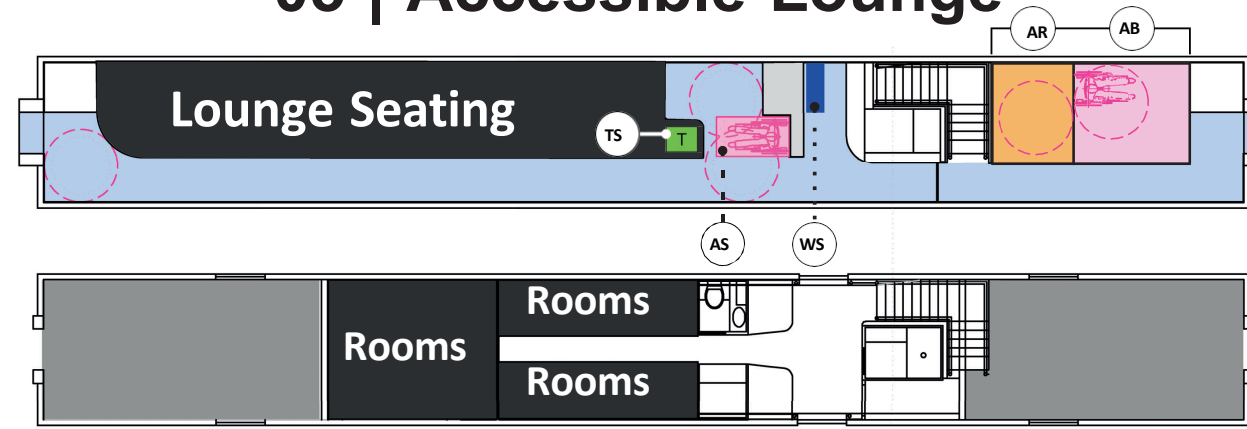 | Accessible Lounge
AR
AB
Lounge Seating
TS
T
AS
WS
Rooms
Rooms
Rooms